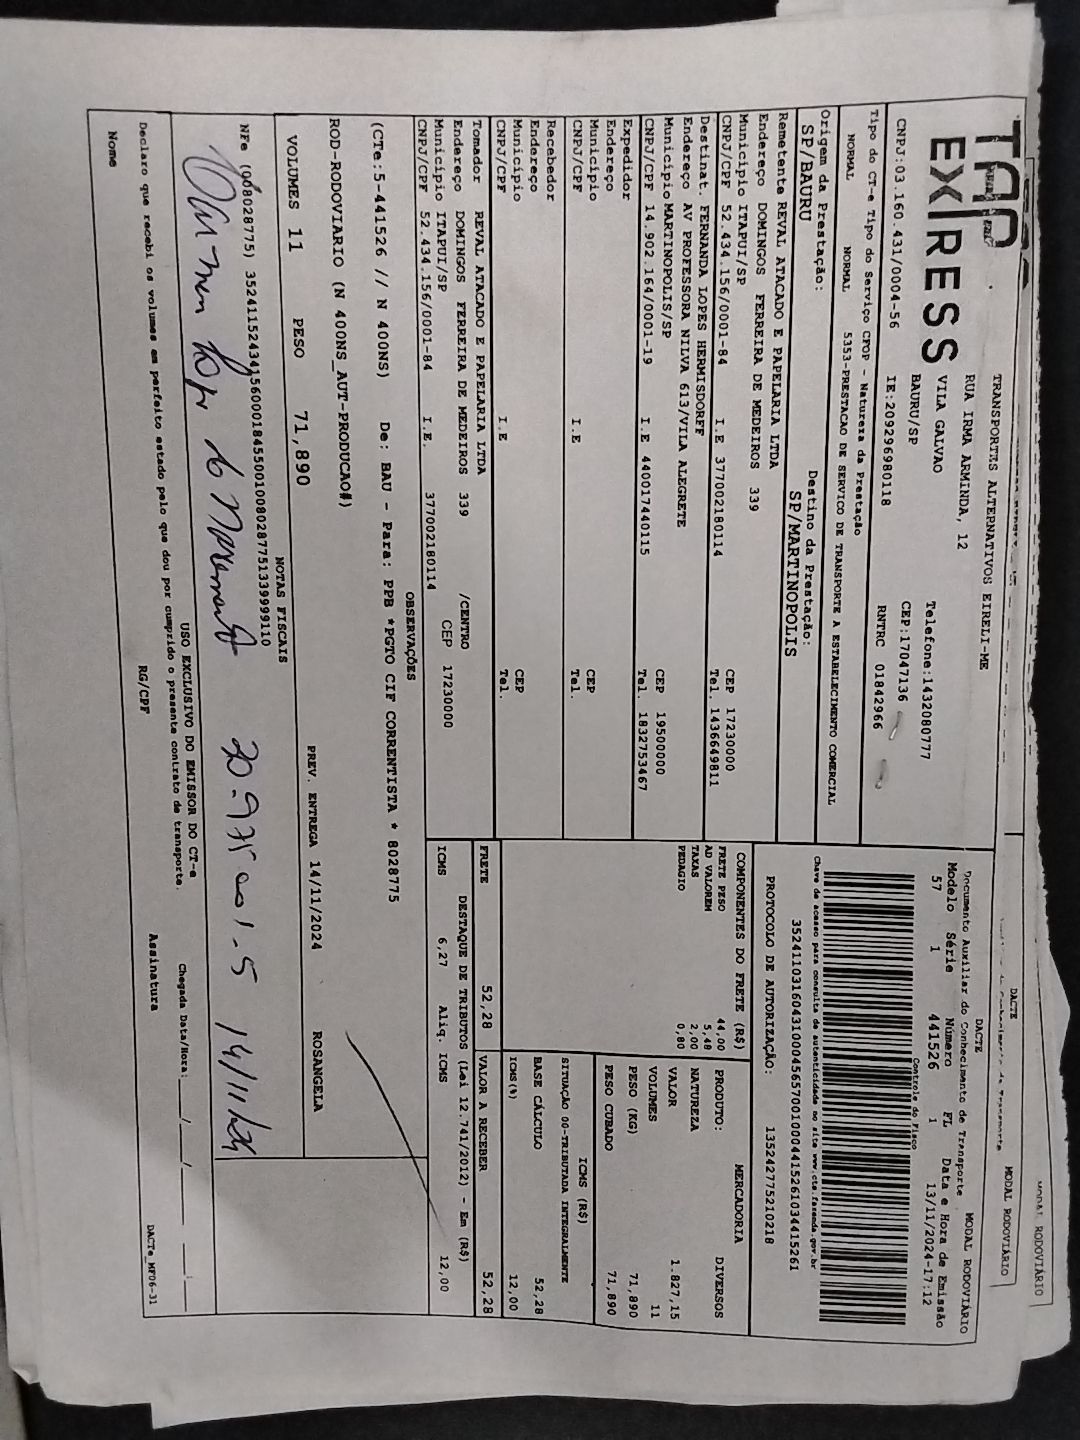 TAP
EXPRESS
TRANSPORTES ALTERNATIVOS EIRELI-ME
RUA IRMA ARMINDA, 12
VILA GALVAO
BAURU/SP
Telefone:1432080777
CEP:17047136
CNPJ:03.160.431/0004-56
IE:209296980118
RNTRC 01842966
DACTE
MODAL RODOVIÁRIO
Documento Auxiliar do Conhecimento de Transporte
Modelo Série Número FL Data e Hora de Emissão
57 1 441526 1 13/11/2024-17:12
Controle do Fisco
Tipo do CT-e Tipo do Serviço CFOP - Natureza da Prestação
NORMAL NORMAL 5353-PRESTACAO DE SERVICO DE TRANSPORTE A ESTABELECIMENTO COMERCIAL
Chave de acesso para consulta de autenticidade no site www.cte.fazenda.gov.br
35241103160431000456570010004415261034415261
PROTOCOLO DE AUTORIZAÇÃO: 135242775210218
Origem da Prestação: Destino da Prestação:
SP/BAURU SP/MARTINOPOLIS
Remetente REVAL ATACADO E PAPELARIA LTDA
Endereço DOMINGOS FERREIRA DE MEDEIROS 339
Município ITAPUI/SP CEP 17230000
CNPJ/CPF 52.434.156/0001-84 I.E 377002180114 Tel. 1436649811
Destinat. FERNANDA LOPES HERMISDORFF
Endereço AV PROFESSORA NILVA 613/VILA ALEGRETE
Município MARTINOPOLIS/SP CEP 19500000
CNPJ/CPF 14.902.164/0001-19 I.E 440017440115 Tel. 1832753467
Expedidor
Endereço
Município CEP
CNPJ/CPF I.E Tel.
Recebedor
Endereço
Município CEP
CNPJ/CPF I.E Tel.
Tomador REVAL ATACADO E PAPELARIA LTDA
Endereço DOMINGOS FERREIRA DE MEDEIROS 339 /CENTRO
Município ITAPUI/SP CEP 17230000
CNPJ/CPF 52.434.156/0001-84 I.E. 377002180114
COMPONENTES DO FRETE (R$)
FRETE PESO 44,00
AD VALOREM 5,48
TAXAS 2,00
PEDAGIO 0,80
MERCADORIA
PRODUTO: DIVERSOS
NATUREZA
VALOR 1.827,15
VOLUMES 11
PESO (KG) 71,890
PESO CUBADO 71,890
ICMS (R$)
SITUAÇÃO 00-TRIBUTADA INTEGRALMENTE
BASE CÁLCULO 52,28
ICMS(%) 12,00
FRETE 52,28 VALOR A RECEBER 52,28
DESTAQUE DE TRIBUTOS (Lei 12.741/2012) - Em (R$)
ICMS 6,27 Aliq. ICMS 12,00
OBSERVAÇÕES
(CTe:5-441526 // N 400NS) De: BAU - Para: PPB *PGTO CIF CORRENTISTA * 8028775
ROD-RODOVIARIO (N 400NS_AUT-PRODUCAO#)
PREV. ENTREGA 14/11/2024 ROSANGELA
VOLUMES 11 PESO 71,890
NOTAS FISCAIS
NFe (008028775) 35241152434156000184550010080287751339999110
14/11/24
USO EXCLUSIVO DO EMISSOR DO CT-e
Declaro que recebi os volumes em perfeito estado pelo que dou por cumprido o presente contrato de transporte.
Chegada Data/Hora:___/___/___ ___:___
Nome RG/CPF Assinatura
DACTe_MF06-31